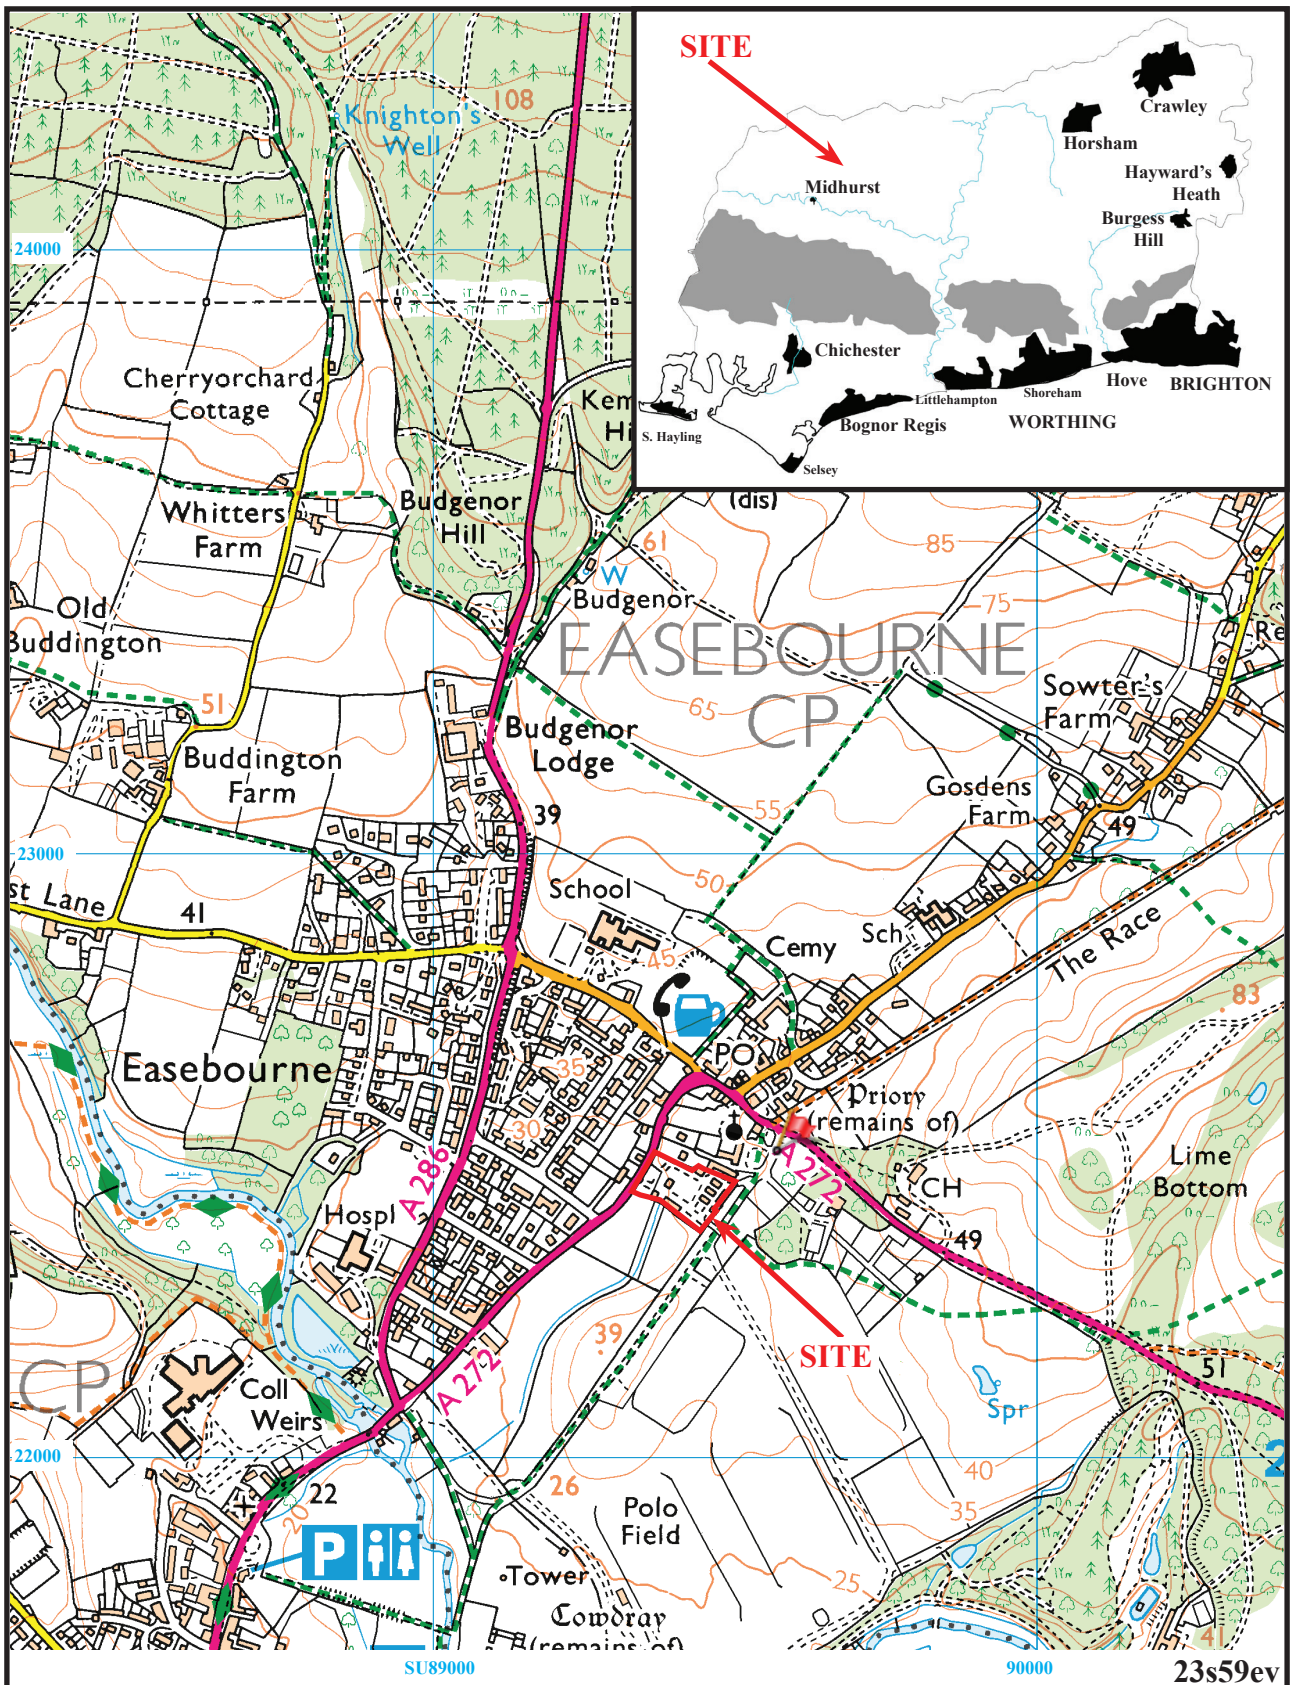 SITE
Crawley
Horsham
Hayward's
Heath
Midhurst
Burgess
Hill
Chichester
Littlehampton
Shoreham
Hove
BRIGHTON
S. Hayling
Bognor Regis
WORTHING
Selsey
108
Knighton's
Well
24000
Cherryorchard
Cottage
Kem
Hi
Whitters
Farm
Budgenor
Hill
(dis)
61
85
W
Budgenor
75
Old
Buddington
EASEBOURNE
CP
Re
51
65
Sowter's
Farm
Budgenor
Lodge
Buddington
Farm
Gosdens
Farm
39
55
49
23000
50
st Lane
41
School
Sch
The Race
45
Cemy
83
Easebourne
PO
35
Priory
(remains of)
30
A 286
A 272
Lime
Bottom
CH
Hospl
49
39
SITE
CP
A 272
51
Coll
Weirs
Spr
22000
22
20
26
40
2
35
Polo
Field
P
Tower
25
Cowdray
(remains of)
41
SU89000
90000
23s59ev